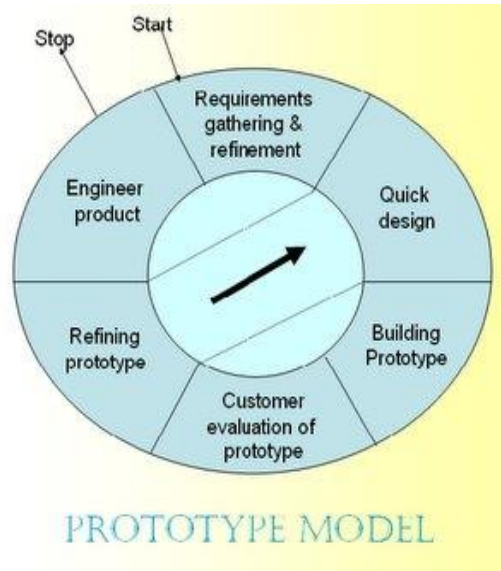 Stop
Start
Requirements
gathering &
refinement
Quick
design
Building
Prototype
Customer
evaluation of
prototype
Refining
prototype
Engineer
product
PROTOTYPE MODEL